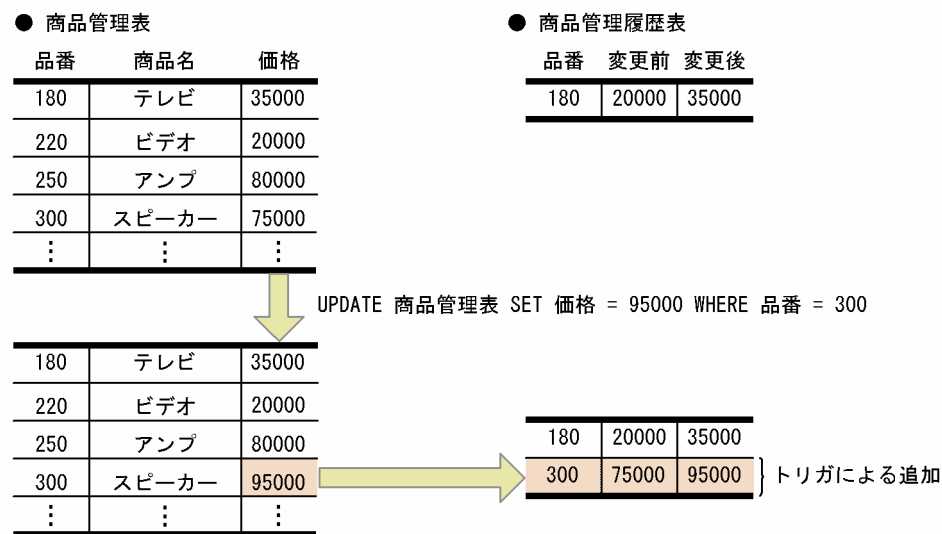 ● 商品管理表
品番 商品名 価格
180 テレビ 35000
220 ビデオ 20000
250 アンプ 80000
300 スピーカー 75000
⋮ ⋮ ⋮
● 商品管理履歴表
品番 変更前 変更後
180 20000 35000
UPDATE 商品管理表 SET 価格 = 95000 WHERE 品番 = 300
180 テレビ 35000
220 ビデオ 20000
250 アンプ 80000
300 スピーカー 95000
⋮ ⋮ ⋮
180 20000 35000
300 75000 95000 トリガによる追加